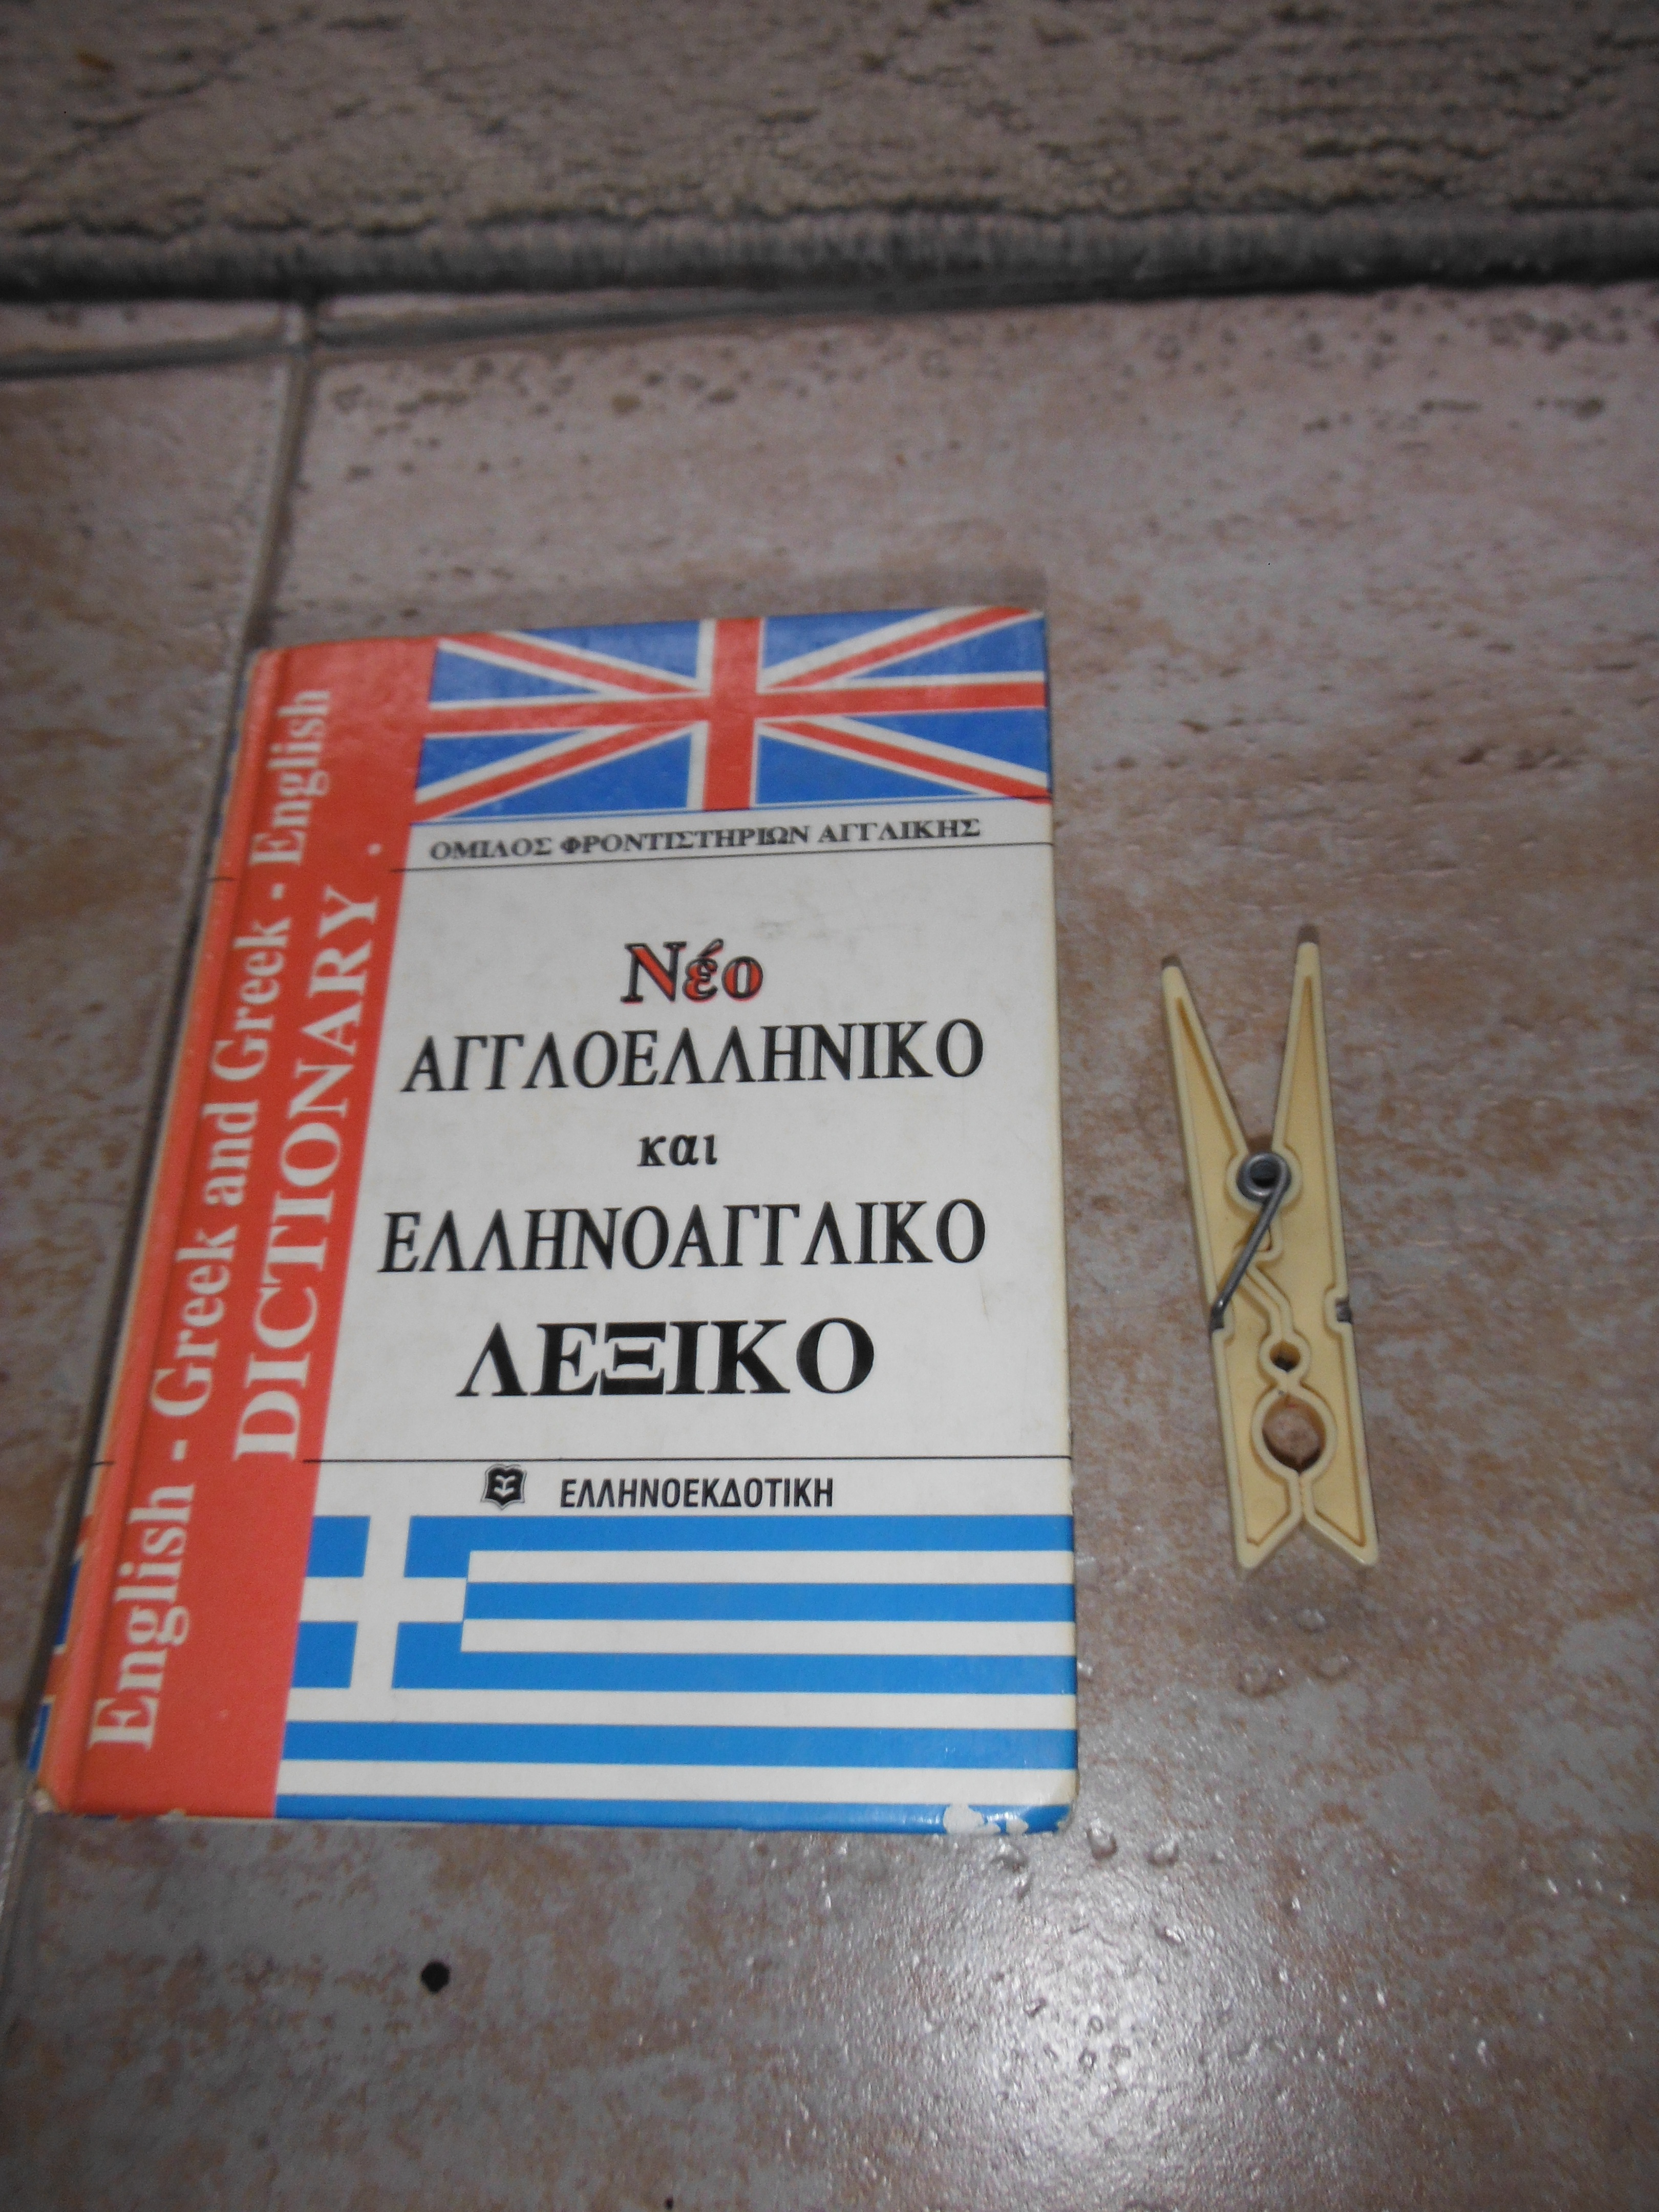 English - Greek and Greek - English
DICTIONARY
ΟΜΙΛΟΣ ΦΡΟΝΤΙΣΤΗΡΙΩΝ ΑΓΓΛΙΚΗΣ
Νέο
ΑΓΓΛΟΕΛΛΗΝΙΚΟ
και
ΕΛΛΗΝΟΑΓΓΛΙΚΟ
ΛΕΞΙΚΟ
ΕΛΛΗΝΟΕΚΔΟΤΙΚΗ